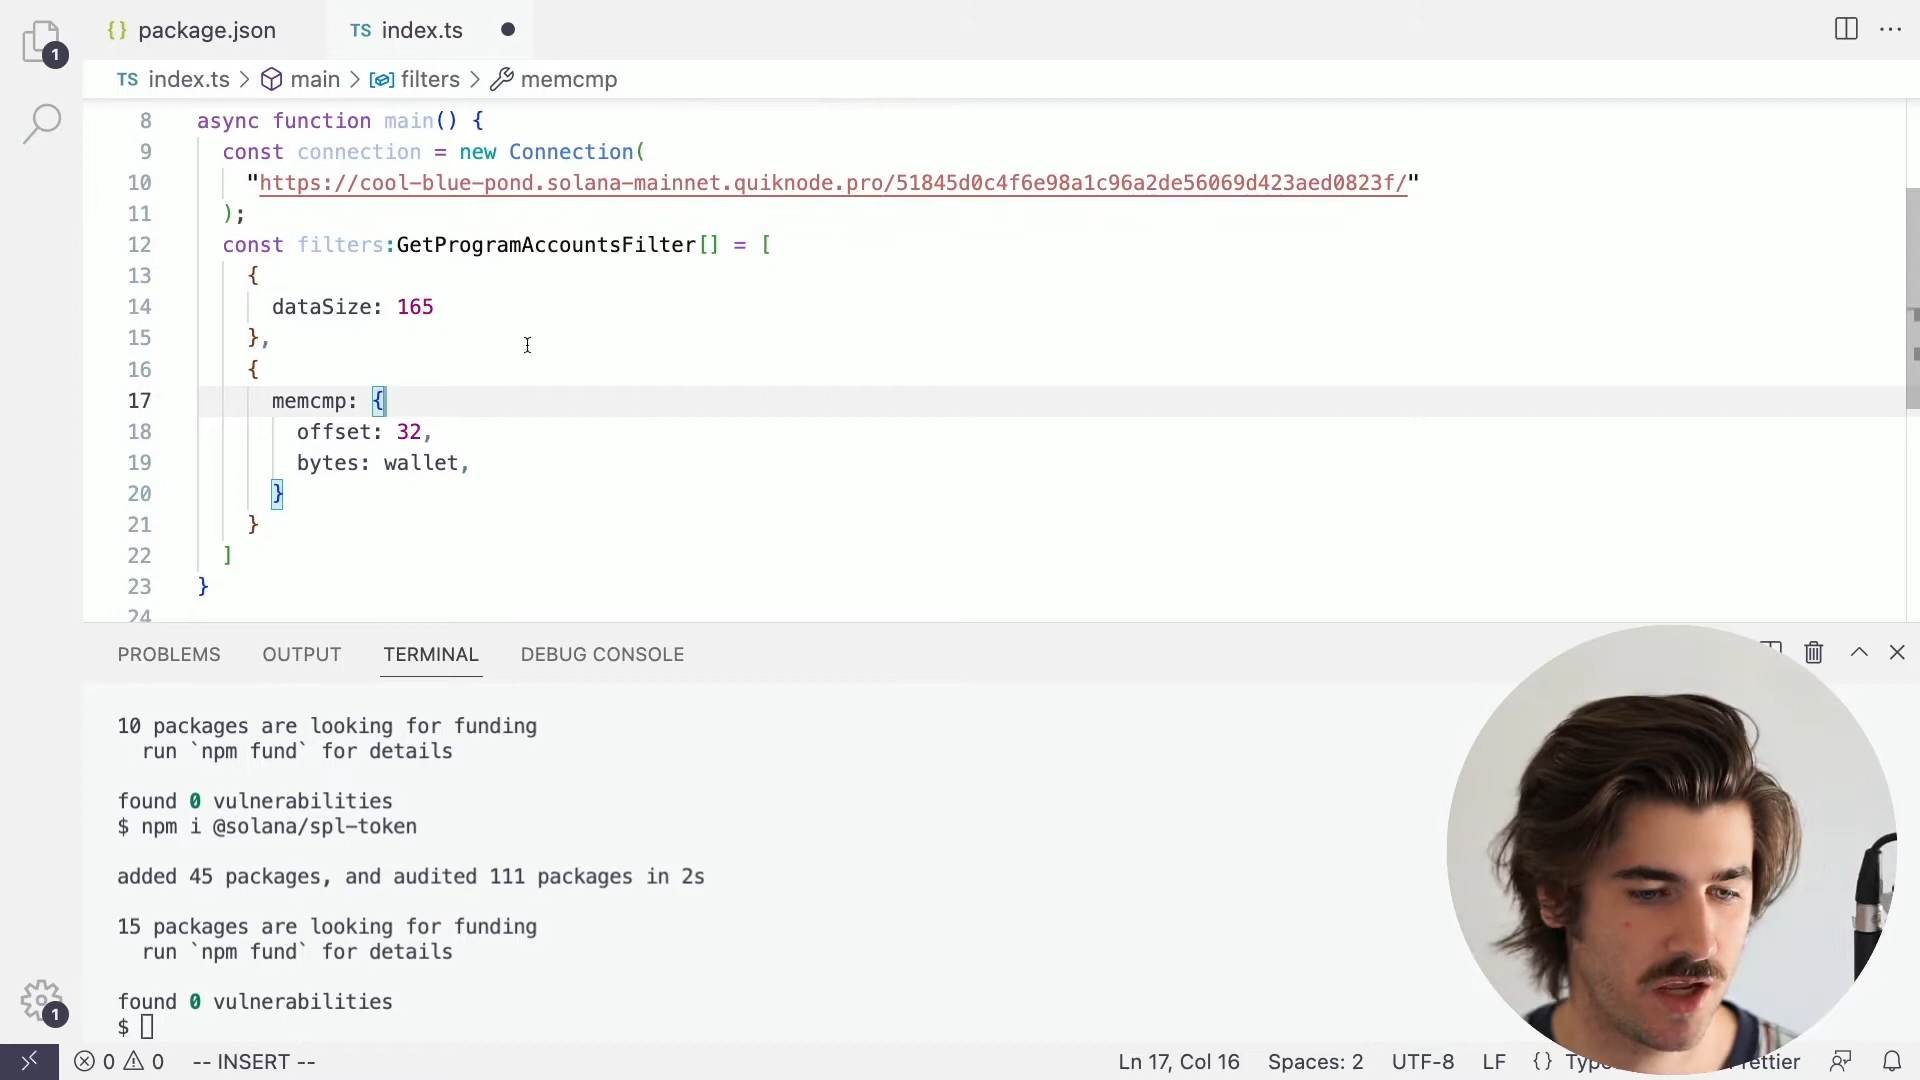 1
{} package.json
TS index.ts
TS index.ts > main > filters > memcmp
8 async function main() {
9 const connection = new Connection(
10 "https://cool-blue-pond.solana-mainnet.quiknode.pro/51845d0c4f6e98a1c96a2de56069d423aed0823f/"
11 );
12 const filters:GetProgramAccountsFilter[] = [
13 {
14 dataSize: 165
15 },
16 {
17 memcmp: {
18 offset: 32,
19 bytes: wallet,
20 }
21 }
22 ]
23 }
24
PROBLEMS OUTPUT TERMINAL DEBUG CONSOLE
10 packages are looking for funding
run `npm fund` for details
found 0 vulnerabilities
$ npm i @solana/spl-token
added 45 packages, and audited 111 packages in 2s
15 packages are looking for funding
run `npm fund` for details
found 0 vulnerabilities
$
1
0 0 -- INSERT -- Ln 17, Col 16 Spaces: 2 UTF-8 LF {}